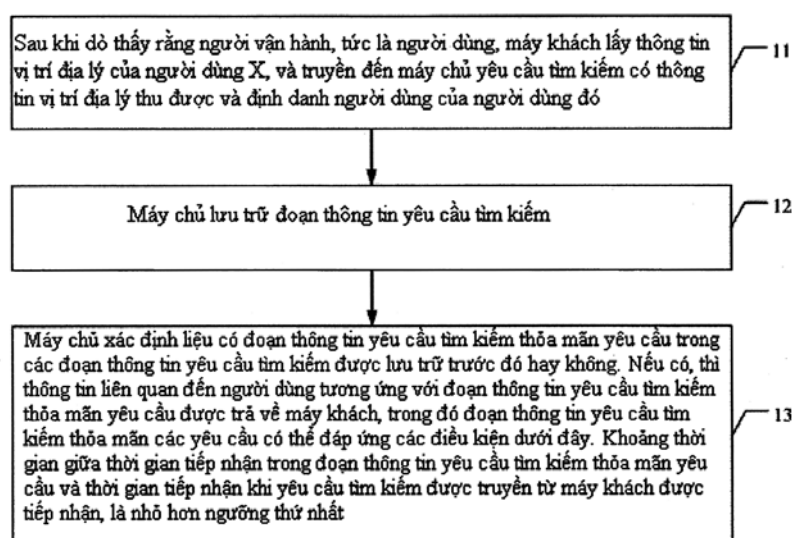 Sau khi dò thấy rằng người vận hành, tức là người dùng, máy khách lấy thông tin
vị trí địa lý của người dùng X, và truyền đến máy chủ yêu cầu tìm kiếm có thông
tin vị trí địa lý thu được và định danh người dùng của người dùng đó
11
Máy chủ lưu trữ đoạn thông tin yêu cầu tìm kiếm
12
Máy chủ xác định liệu có đoạn thông tin yêu cầu tìm kiếm thỏa mãn yêu cầu trong
các đoạn thông tin yêu cầu tìm kiếm được lưu trữ trước đó hay không. Nếu có, thì
thông tin liên quan đến người dùng tương ứng với đoạn thông tin yêu cầu tìm kiếm
thỏa mãn yêu cầu được trả về máy khách, trong đó đoạn thông tin yêu cầu tìm
kiếm thỏa mãn các yêu cầu có thể đáp ứng các điều kiện dưới đây. Khoảng thời
gian giữa thời gian tiếp nhận trong đoạn thông tin yêu cầu tìm kiếm thỏa mãn yêu
cầu và thời gian tiếp nhận khi yêu cầu tìm kiếm được truyền từ máy khách được
tiếp nhận, là nhỏ hơn ngưỡng thứ nhất
13